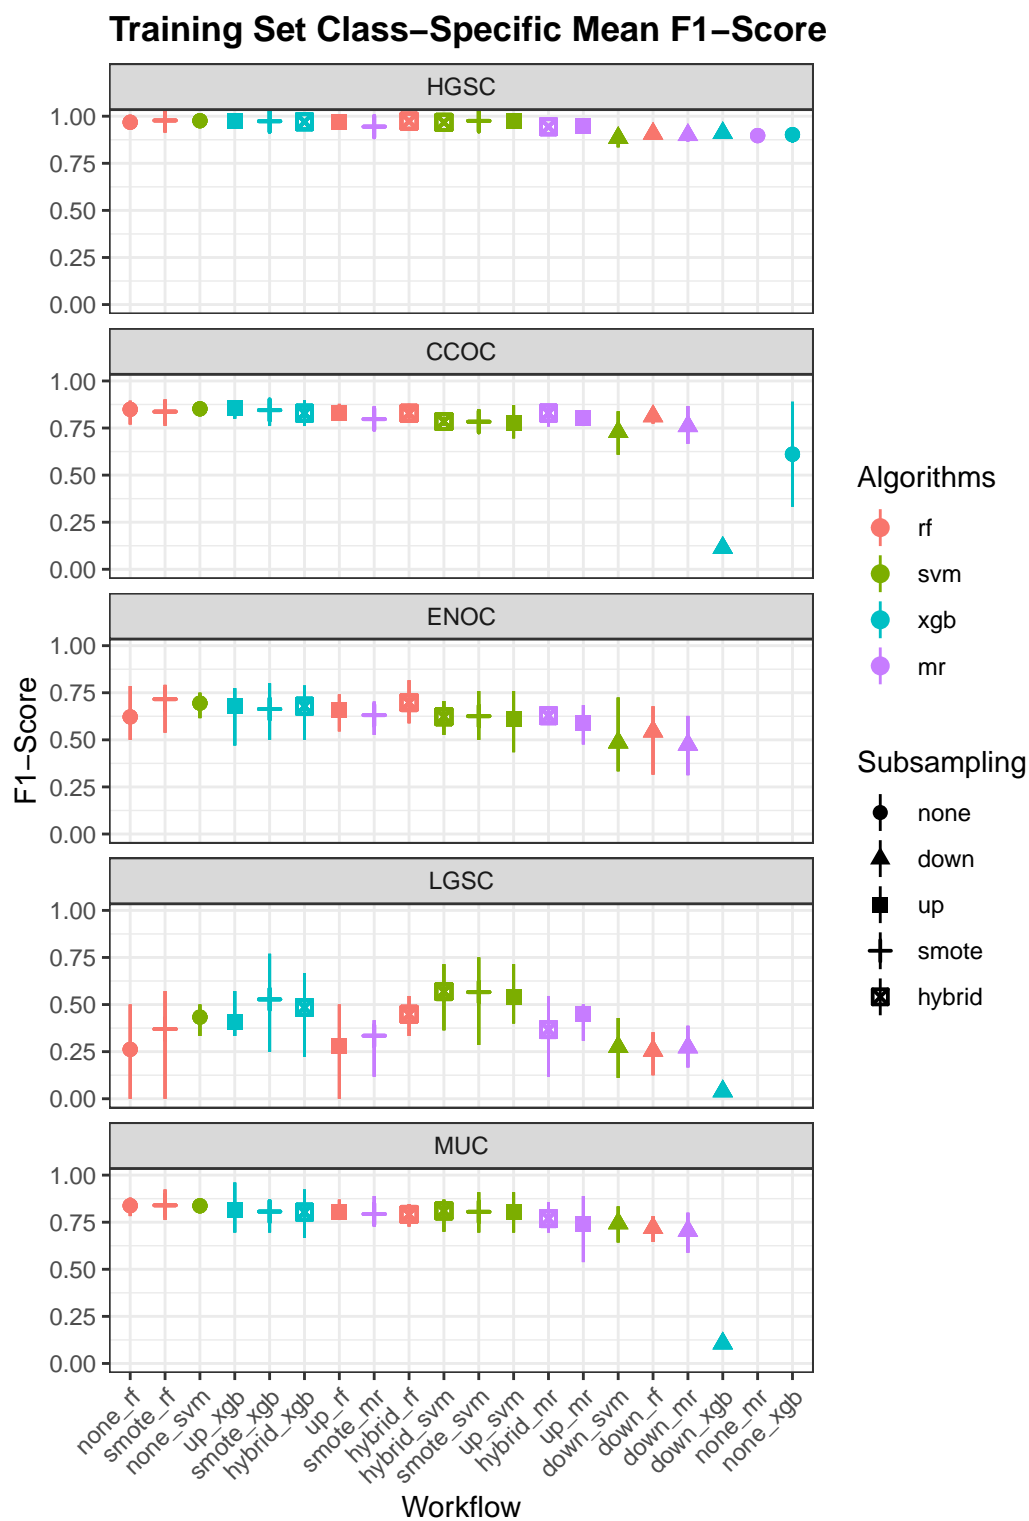 Training Set Class−Specific Mean F1−Score
HGSC
1.00
0.75
0.50
0.25
0.00
CCOC
1.00
0.75
0.50
0.25
0.00
ENOC
1.00
0.75
0.50
0.25
0.00
LGSC
1.00
0.75
0.50
0.25
0.00
MUC
1.00
0.75
0.50
0.25
0.00
F1−Score
none_rf
smote_rf
none_svm
up_xgb
smote_xgb
hybrid_xgb
up_rf
smote_mr
hybrid_rf
hybrid_svm
smote_svm
up_svm
hybrid_mr
up_mr
down_svm
down_rf
down_mr
down_xgb
none_mr
none_xgb
Workflow
Algorithms
rf
svm
xgb
mr
Subsampling
none
down
up
smote
hybrid